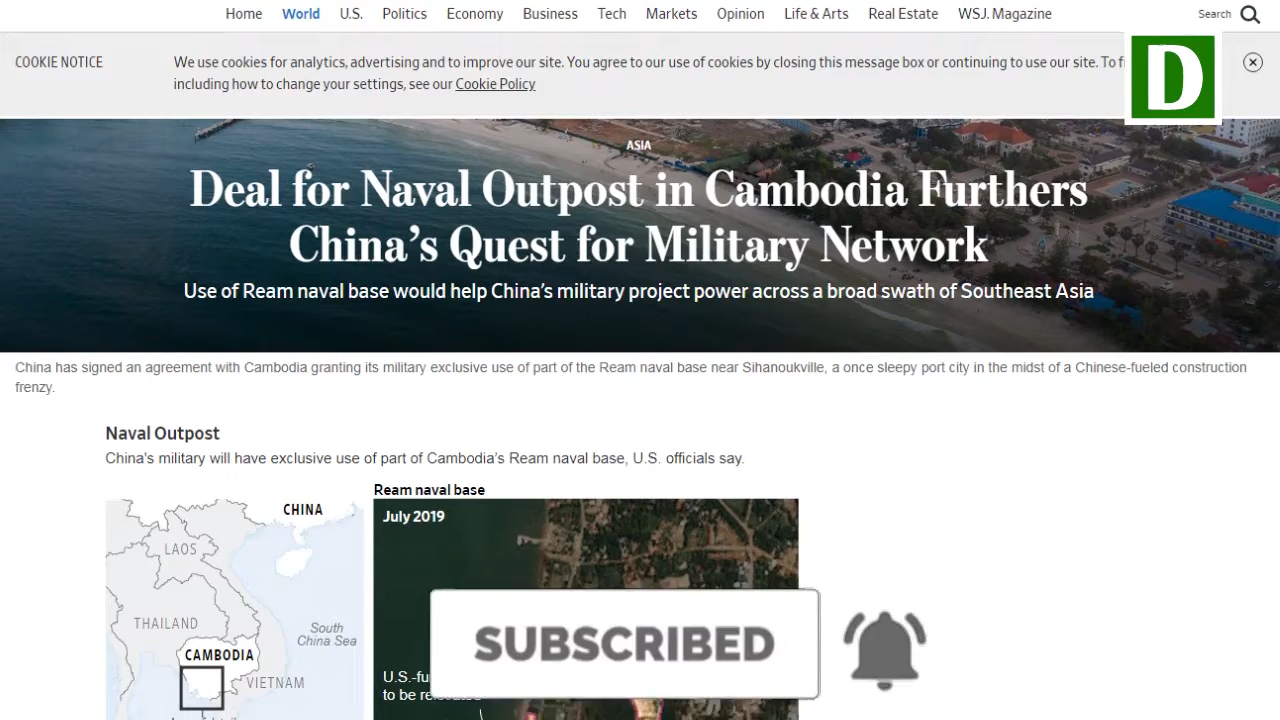 Home World U.S. Politics Economy Business Tech Markets Opinion Life & Arts Real Estate WSJ. Magazine Search
COOKIE NOTICE
We use cookies for analytics, advertising and to improve our site. You agree to our use of cookies by closing this message box or continuing to use our site. To
including how to change your settings, see our Cookie Policy
D
ASIA
Deal for Naval Outpost in Cambodia Furthers
China's Quest for Military Network
Use of Ream naval base would help China's military project power across a broad swath of Southeast Asia
China has signed an agreement with Cambodia granting its military exclusive use of part of the Ream naval base near Sihanoukville, a once sleepy port city in the midst of a Chinese-fueled construction
frenzy.
Naval Outpost
China's military will have exclusive use of part of Cambodia's Ream naval base, U.S. officials say.
Ream naval base
July 2019
CHINA
LAOS
THAILAND
South
China Sea
CAMBODIA
VIETNAM
U.S.-fu
to be
SUBSCRIBED